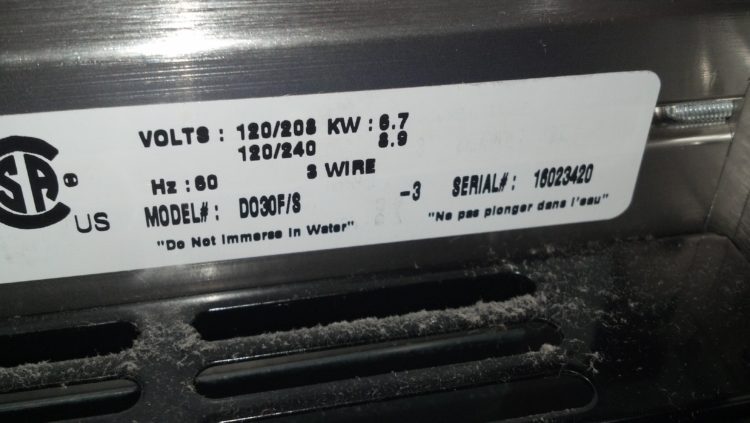 VOLTS : 120/208 KW : 6.7
120/240 8.9
3 WIRE
Hz : 60
MODEL#: DO30F/S -3 SERIAL#: 16023420
"Do Not Immerse in Water" "Ne pas plonger dans l'eau"
SA ® US